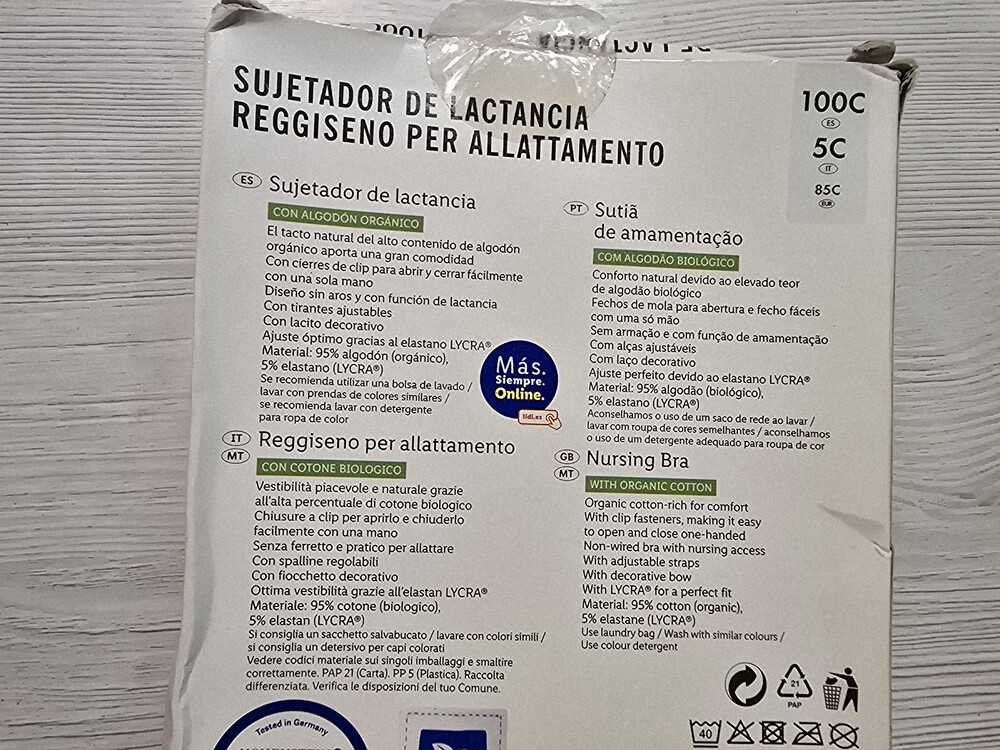 SUJETADOR DE LACTANCIA
REGGISENO PER ALLATTAMENTO
100C
ES
5C
IT
85C
EUR
ES Sujetador de lactancia
CON ALGODÓN ORGÁNICO
El tacto natural del alto contenido de algodón
orgánico aporta una gran comodidad
Con cierres de clip para abrir y cerrar fácilmente
con una sola mano
Diseño sin aros y con función de lactancia
Con tirantes ajustables
Con lacito decorativo
Ajuste óptimo gracias al elastano LYCRA®
Material: 95% algodón (orgánico),
5% elastano (LYCRA®)
Se recomienda utilizar una bolsa de lavado /
lavar con prendas de colores similares /
se recomienda lavar con detergente
para ropa de color
Más.
Siempre.
Online.
lidl.es
PT Sutiã
de amamentação
COM ALGODÃO BIOLÓGICO
Conforto natural devido ao elevado teor
de algodão biológico
Fechos de mola para abertura e fecho fáceis
com uma só mão
Sem armação e com função de amamentação
Com alças ajustáveis
Com laço decorativo
Ajuste perfeito devido ao elastano LYCRA®
Material: 95% algodão (biológico),
5% elastano (LYCRA®)
Aconselhamos o uso de um saco de rede ao lavar /
lavar com roupa de cores semelhantes / aconselhamos
o uso de um detergente adequado para roupa de cor
IT MT Reggiseno per allattamento
CON COTONE BIOLOGICO
Vestibilità piacevole e naturale grazie
all'alta percentuale di cotone biologico
Chiusure a clip per aprirlo e chiuderlo
facilmente con una mano
Senza ferretto e pratico per allattare
Con spalline regolabili
Con fiocchetto decorativo
Ottima vestibilità grazie all'elastan LYCRA®
Materiale: 95% cotone (biologico),
5% elastan (LYCRA®)
Si consiglia un sacchetto salvabucato / lavare con colori simili /
si consiglia un detersivo per capi colorati
Vedere codici materiale sui singoli imballaggi e smaltire
correttamente. PAP 21 (Carta). PP 5 (Plastica). Raccolta
differenziata. Verifica le disposizioni del tuo Comune.
GB MT Nursing Bra
WITH ORGANIC COTTON
Organic cotton-rich for comfort
With clip fasteners, making it easy
to open and close one-handed
Non-wired bra with nursing access
With adjustable straps
With decorative bow
With LYCRA® for a perfect fit
Material: 95% cotton (organic),
5% elastane (LYCRA®)
Use laundry bag / Wash with similar colours /
Use colour detergent
21
PAP
40
Tested in Germany